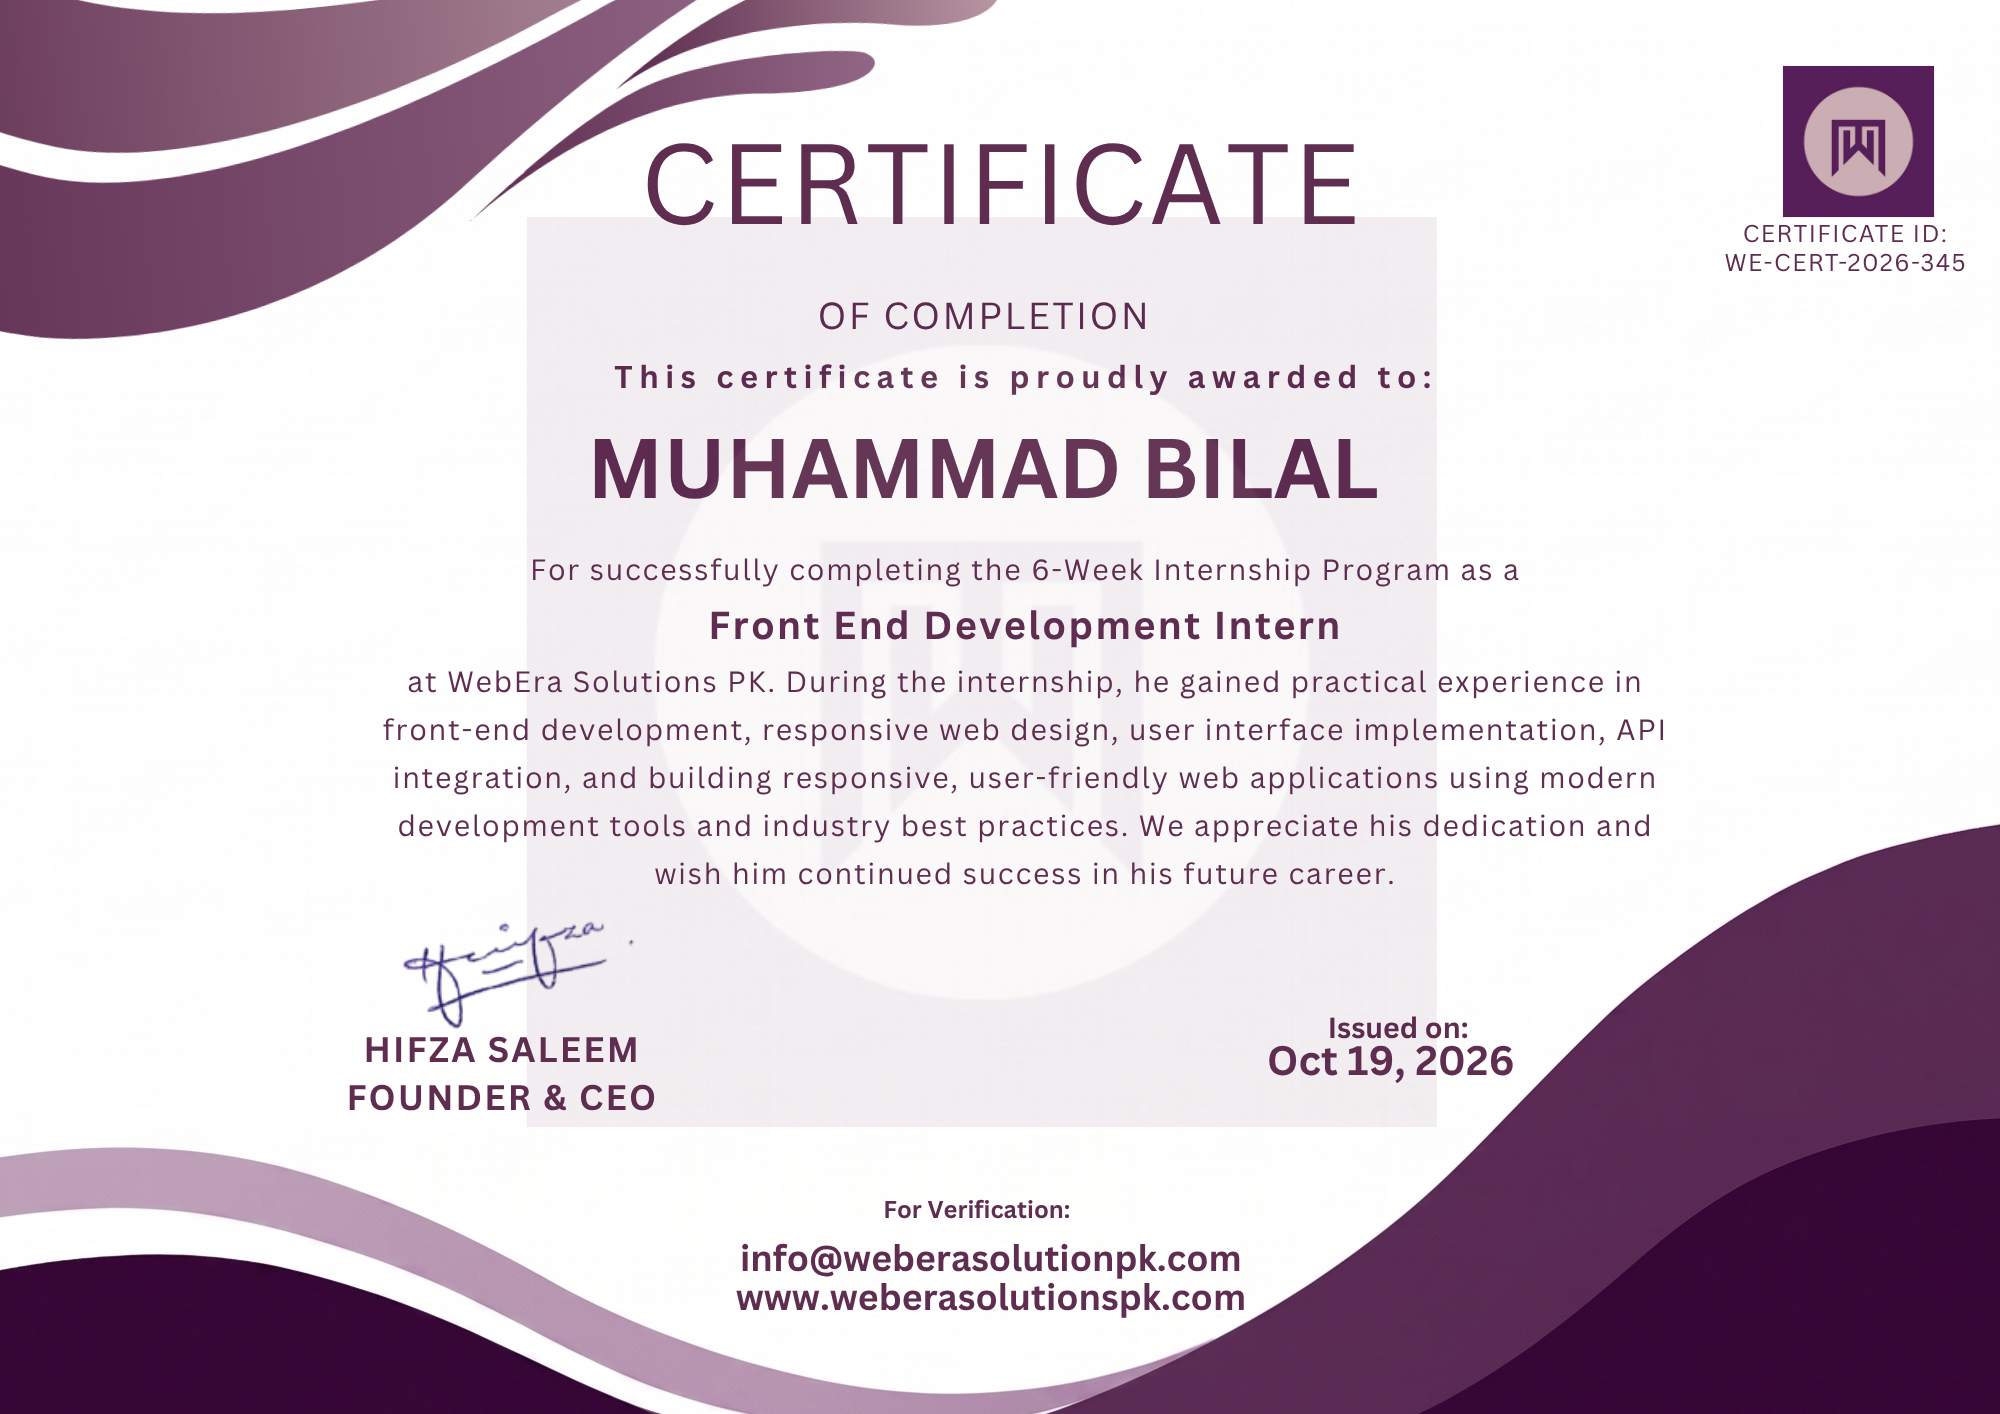 CERTIFICATE
CERTIFICATE ID:
WE-CERT-2026-345
OF COMPLETION
This certificate is proudly awarded to:
MUHAMMAD BILAL
For successfully completing the 6-Week Internship Program as a
Front End Development Intern
at WebEra Solutions PK. During the internship, he gained practical experience in
front-end development, responsive web design, user interface implementation, API
integration, and building responsive, user-friendly web applications using modern
development tools and industry best practices. We appreciate his dedication and
wish him continued success in his future career.
Hifza
HIFZA SALEEM
FOUNDER & CEO
Issued on:
Oct 19, 2026
For Verification:
info@weberasolutionpk.com
www.weberasolutionspk.com